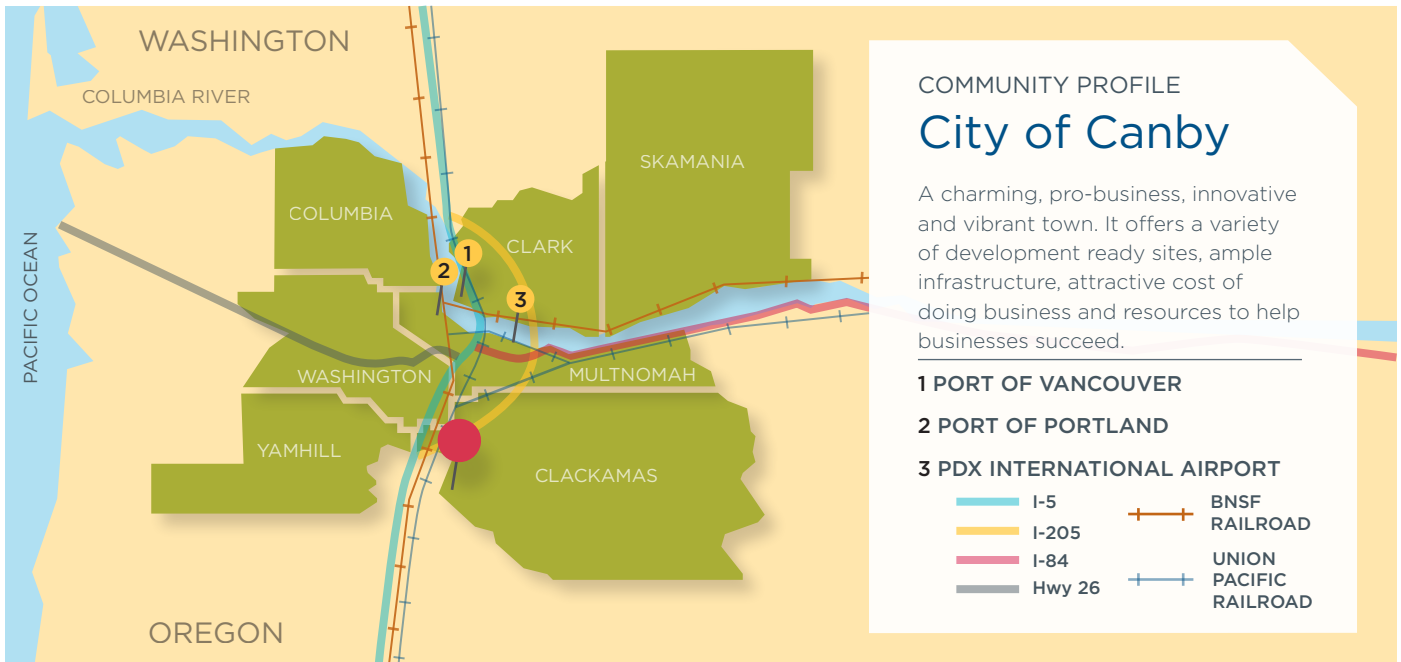 WASHINGTON
COLUMBIA RIVER
PACIFIC OCEAN
SKAMANIA
COLUMBIA
CLARK
1
2
3
WASHINGTON
MULTNOMAH
YAMHILL
CLACKAMAS
OREGON
COMMUNITY PROFILE
City of Canby
A charming, pro-business, innovative
and vibrant town. It offers a variety
of development ready sites, ample
infrastructure, attractive cost of
doing business and resources to help
businesses succeed.
1 PORT OF VANCOUVER
2 PORT OF PORTLAND
3 PDX INTERNATIONAL AIRPORT
I-5
I-205
I-84
Hwy 26
BNSF
RAILROAD
UNION
PACIFIC
RAILROAD